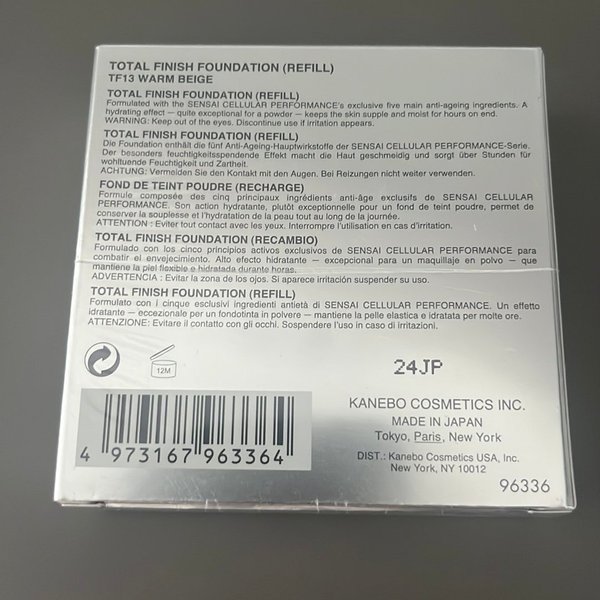 TOTAL FINISH FOUNDATION (REFILL)
TF13 WARM BEIGE
TOTAL FINISH FOUNDATION (REFILL)
Formulated with the SENSAI CELLULAR PERFORMANCE's exclusive five main anti-ageing ingredients. A
hydrating effect — quite exceptional for a powder — keeps the skin supple and moist for hours on end.
WARNING: Keep out of the eyes. Discontinue use if irritation appears.
TOTAL FINISH FOUNDATION (REFILL)
Die Foundation enthält die fünf Anti-Ageing-Hauptwirkstoffe der SENSAI CELLULAR PERFORMANCE-Serie.
Der besonders feuchtigkeitsspendende Effekt macht die Haut geschmeidig und sorgt über Stunden für
wohltuende Feuchtigkeit und Zartheit.
ACHTUNG: Vermeiden Sie den Kontakt mit den Augen. Bei Reizungen nicht weiter verwenden.
FOND DE TEINT POUDRE (RECHARGE)
Formule composée des cinq principaux ingrédients anti-âge exclusifs de SENSAI CELLULAR
PERFORMANCE. Son action hydratante, plutôt exceptionnelle pour un fond de teint poudre, permet de
conserver la souplesse et l'hydratation de la peau tout au long de la journée.
ATTENTION : Eviter tout contact avec les yeux. Interrompre l'utilisation en cas d'irritation.
TOTAL FINISH FOUNDATION (RECAMBIO)
Formulado con los cinco principios activos exclusivos de SENSAI CELLULAR PERFORMANCE para
combatir el envejecimiento. Alto efecto hidratante — excepcional para un maquillaje en polvo — que
mantiene la piel flexible e hidratada durante horas.
ADVERTENCIA : Evitar la zona de los ojos. Si aparece irritación suspender su uso.
TOTAL FINISH FOUNDATION (REFILL)
Formulato con i cinque esclusivi ingredienti antietà di SENSAI CELLULAR PERFORMANCE. Un effetto
idratante — eccezionale per un fondotinta in polvere — mantiene la pelle elastica e idratata per molte ore.
ATTENZIONE: Evitare il contatto con gli occhi. Sospendere l'uso in caso di irritazioni.
12M
24JP
4 973167 963364
KANEBO COSMETICS INC.
MADE IN JAPAN
Tokyo, Paris, New York
DIST.: Kanebo Cosmetics USA, Inc.
New York, NY 10012
96336